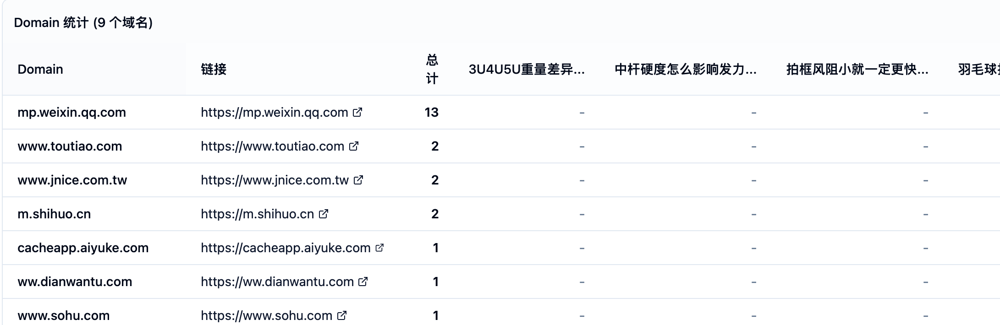 Domain 统计 (9 个域名)
Domain 链接 总计 3U4U5U重量差异... 中杆硬度怎么影响发力... 拍框风阻小就一定更快... 羽毛球
mp.weixin.qq.com https://mp.weixin.qq.com 13 - - -
www.toutiao.com https://www.toutiao.com 2 - - -
www.jnice.com.tw https://www.jnice.com.tw 2 - - -
m.shihuo.cn https://m.shihuo.cn 2 - - -
cacheapp.aiyuke.com https://cacheapp.aiyuke.com 1 - - -
ww.dianwantu.com https://ww.dianwantu.com 1 - - -
www.sohu.com https://www.sohu.com 1 - - -